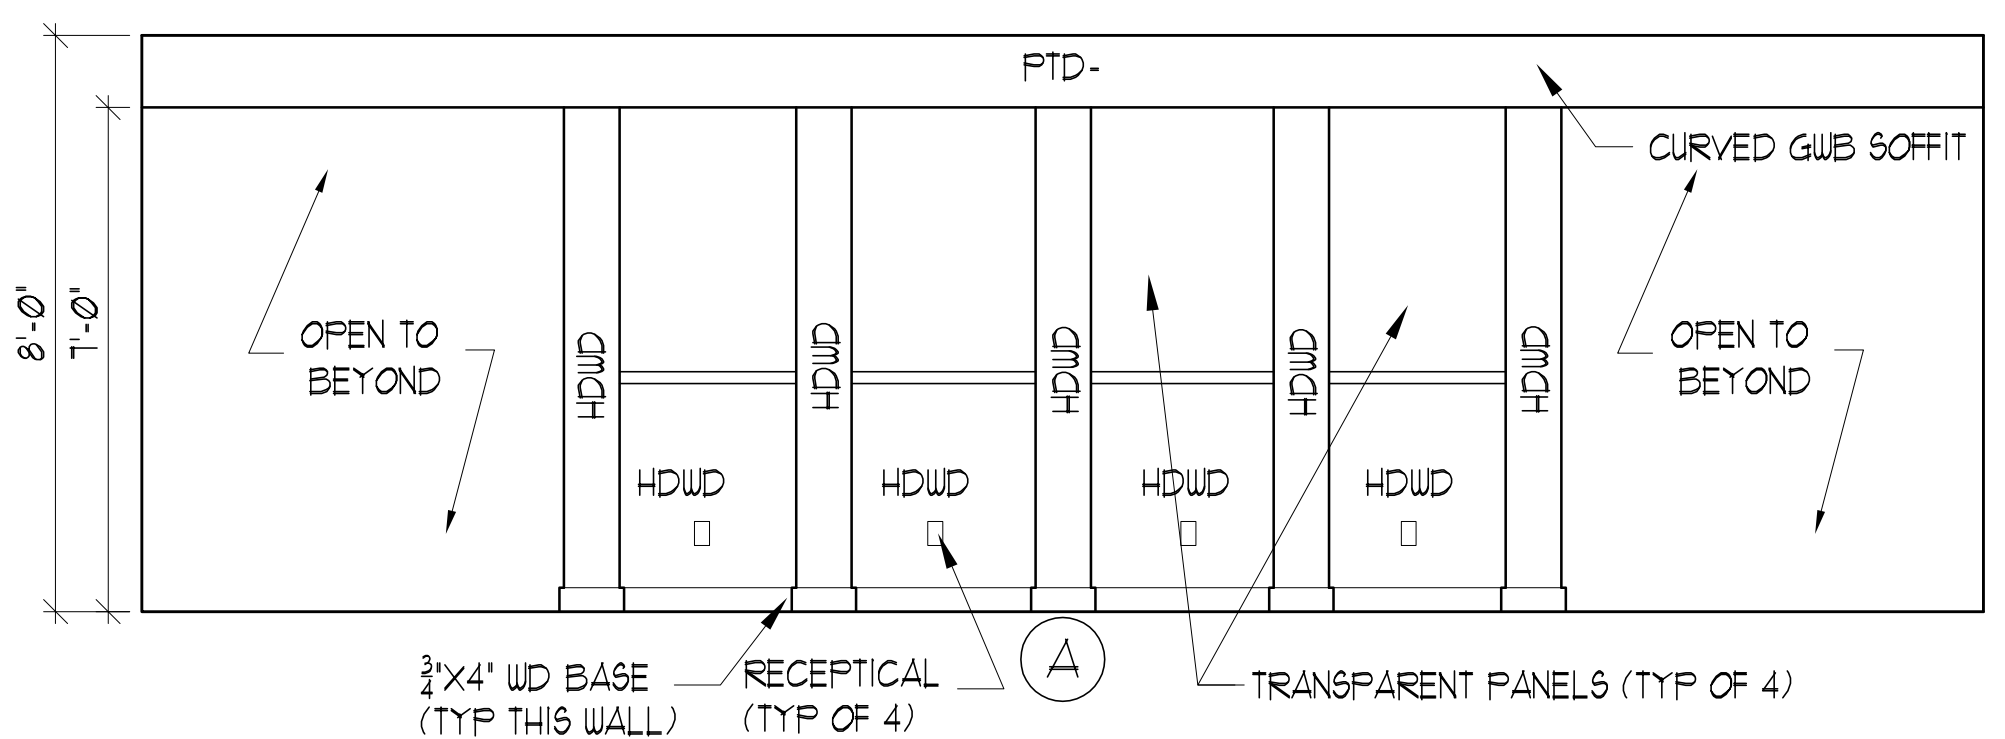 PTD-
CURVED GWB SOFFIT
8'-0"
7'-0"
OPEN TO
BEYOND
HDWD
HDWD
HDWD
HDWD
HDWD
OPEN TO
BEYOND
HDWD
HDWD
HDWD
HDWD
3/4"X4" WD BASE
(TYP THIS WALL)
RECEPTICAL
(TYP OF 4)
A
TRANSPARENT PANELS (TYP OF 4)